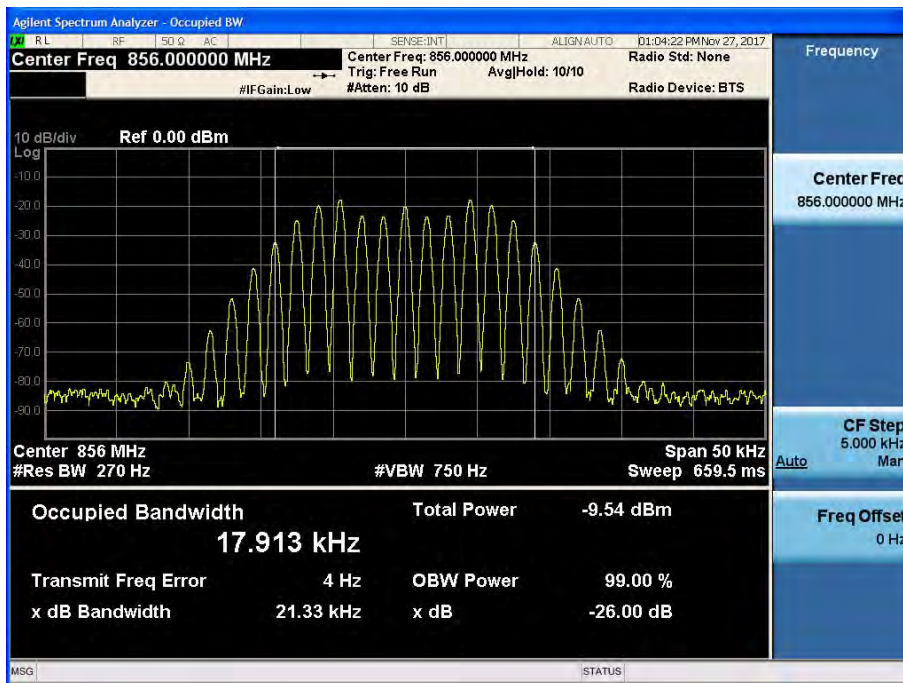 Agilent Spectrum Analyzer - Occupied BW
LXI RL RF 50 Ω AC SENSE:INT ALIGN AUTO 01:04:22 PM Nov 27, 2017
Center Freq 856.000000 MHz
Center Freq: 856.000000 MHz
Radio Std: None
Trig: Free Run Avg|Hold: 10/10
#IFGain:Low
#Atten: 10 dB
Radio Device: BTS
10 dB/div Ref 0.00 dBm
Log
-10.0
-20.0
-30.0
-40.0
-50.0
-60.0
-70.0
-80.0
-90.0
Center 856 MHz Span 50 kHz
#Res BW 270 Hz #VBW 750 Hz Sweep 659.5 ms
Occupied Bandwidth Total Power -9.54 dBm
17.913 kHz
Transmit Freq Error 4 Hz OBW Power 99.00 %
x dB Bandwidth 21.33 kHz x dB -26.00 dB
MSG STATUS
Frequency
Center Freq
856.000000 MHz
CF Step
5.000 kHz
Auto Man
Freq Offset
0 Hz